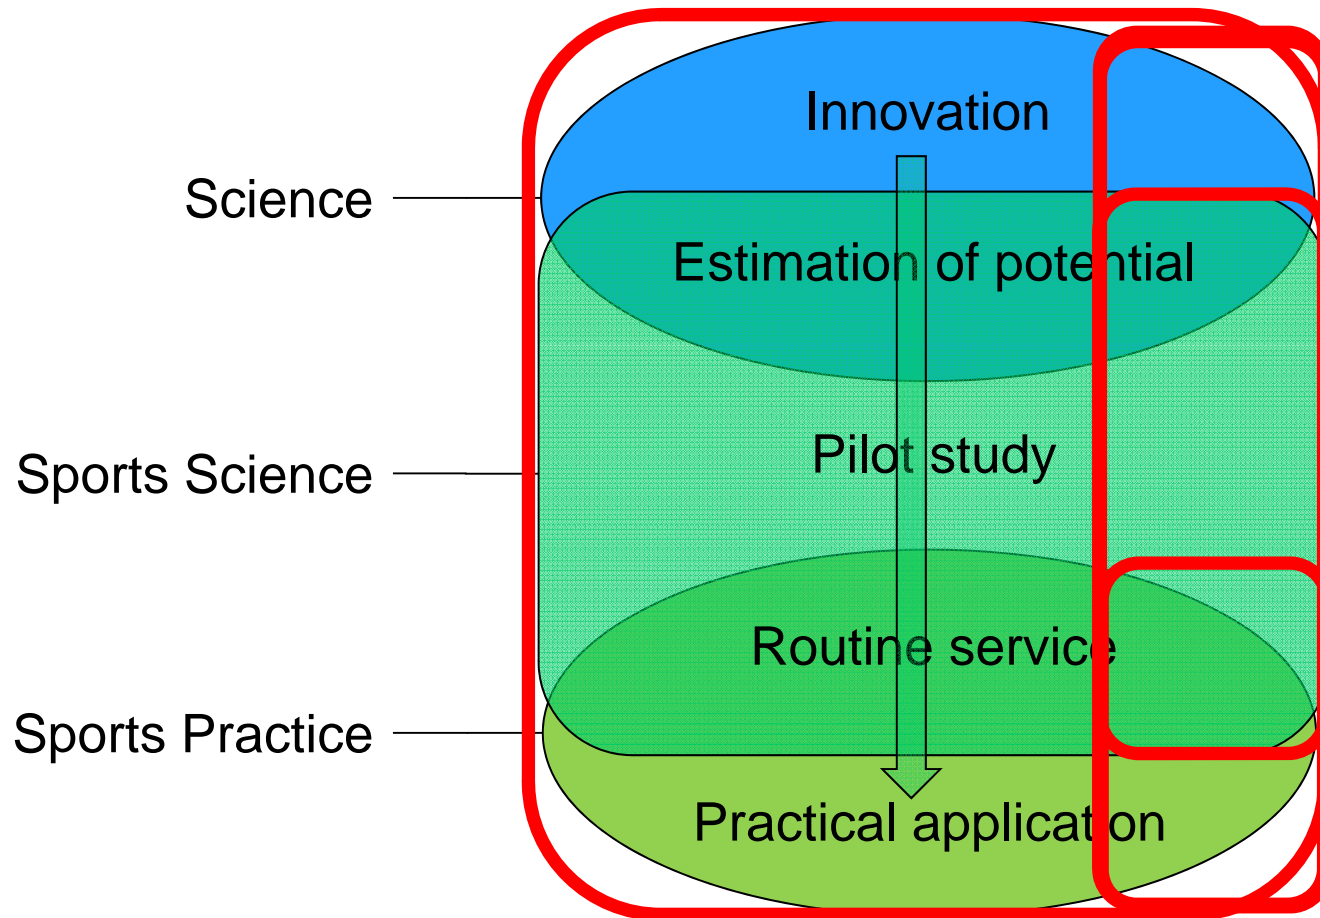 Innovation
Science
Estimation of potential
Pilot study
Sports Science
Routine service
Sports Practice
Practical application